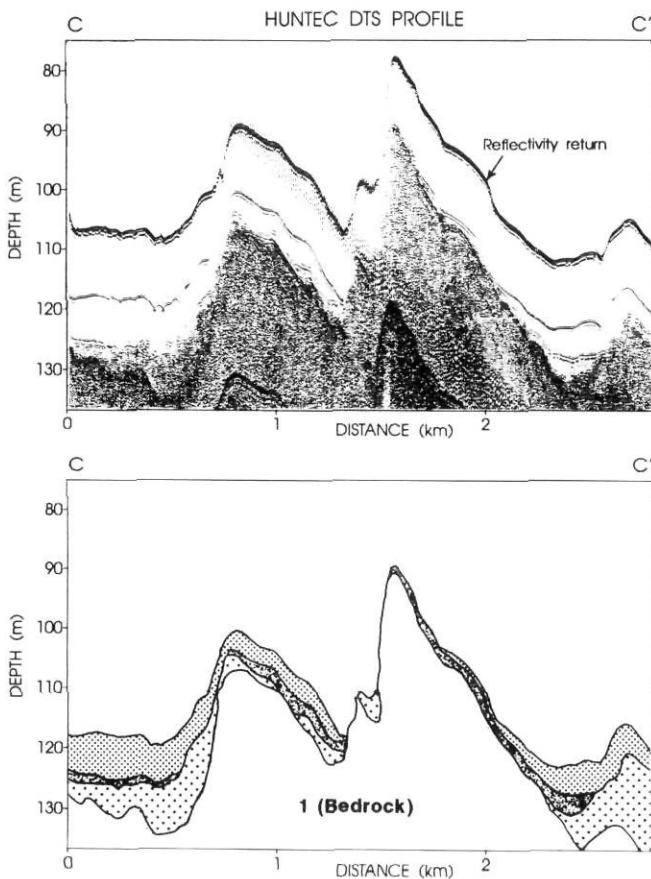 C HUNTEC DTS PROFILE C'
80
90
Reflectivity return
100
110
120
130
DEPTH (m)
0 1 2
DISTANCE (km)
C C'
80
90
100
110
120
130
DEPTH (m)
1 (Bedrock)
0 1 2
DISTANCE (km)